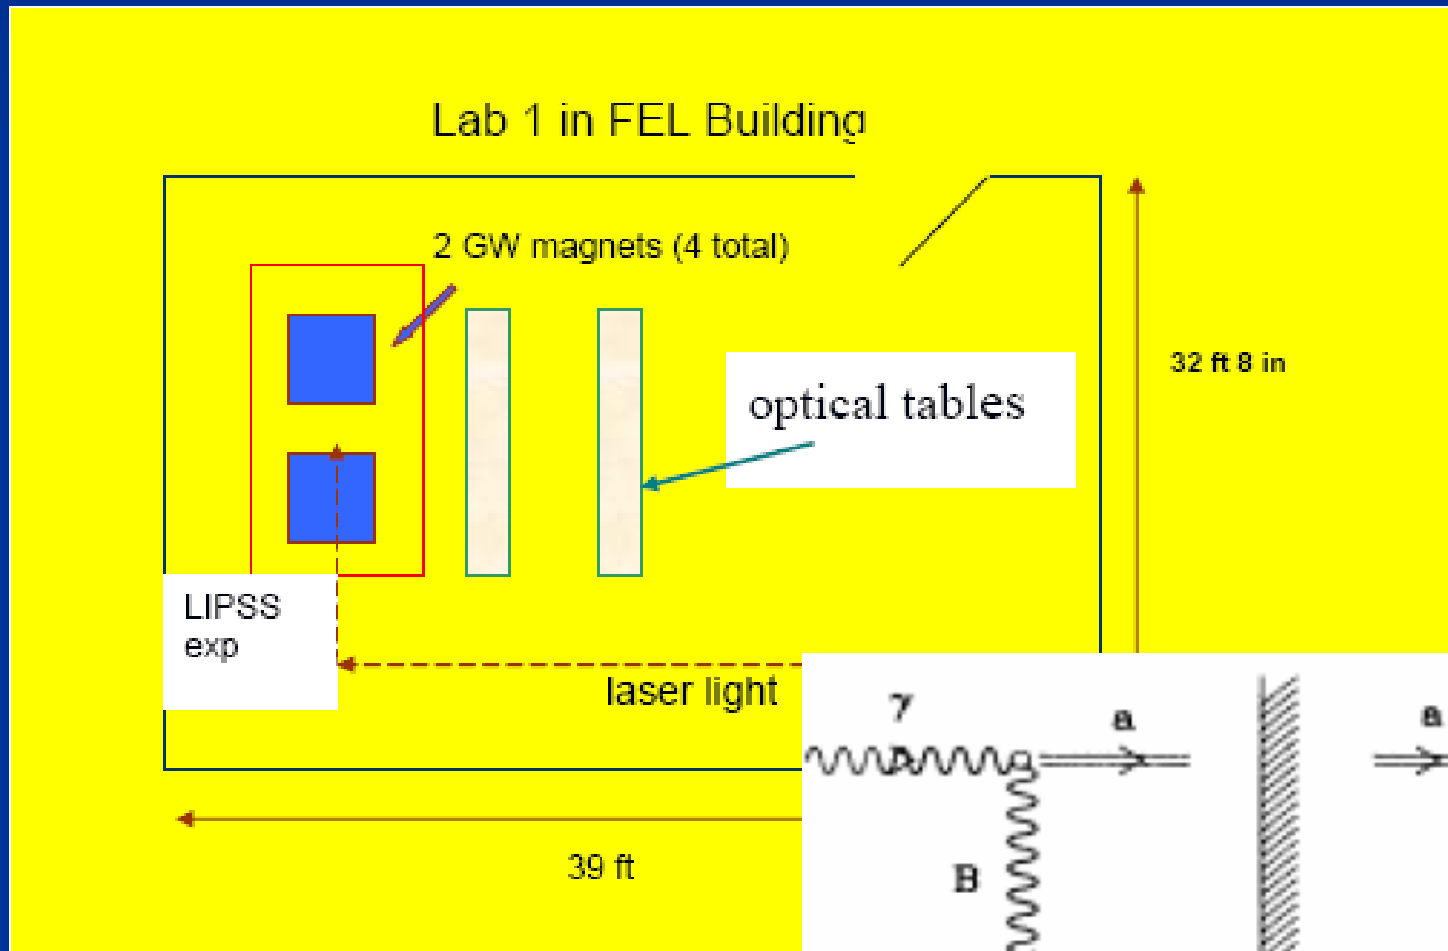 Lab 1 in FEL Building
2 GW magnets (4 total)
32 ft 8 in
optical tables
LIPSS
exp
laser light
γ
a
a
B
39 ft